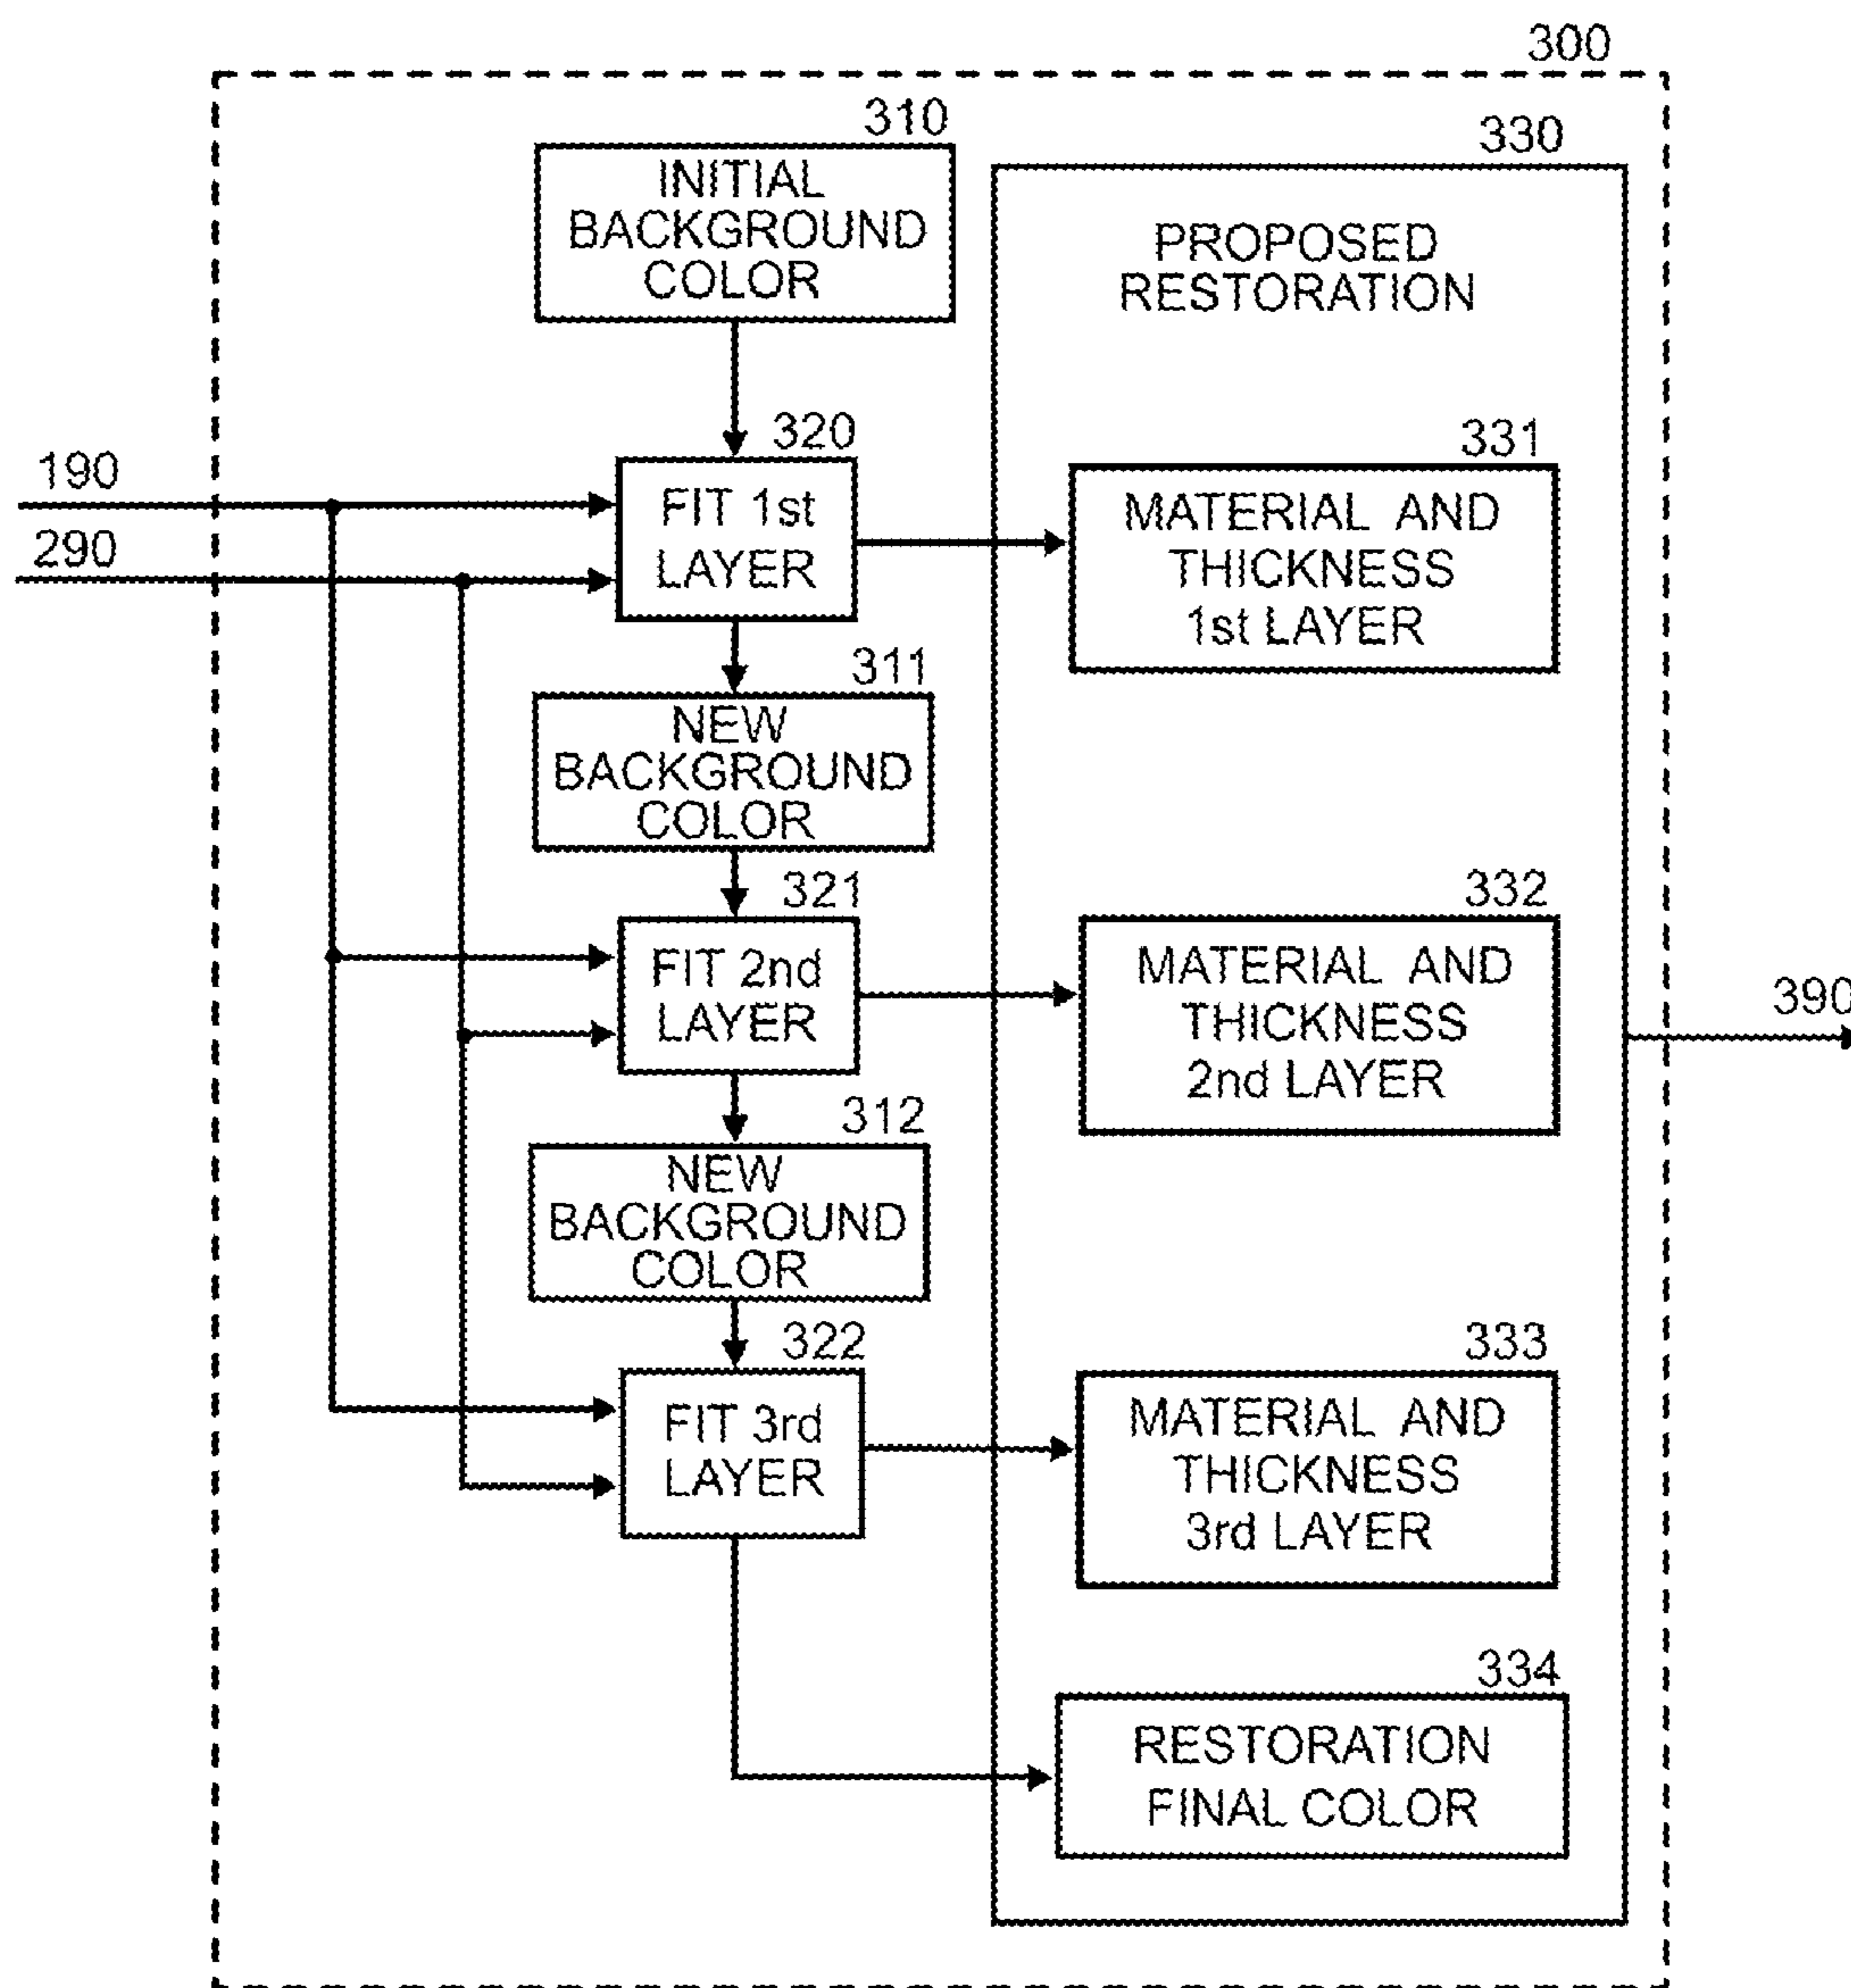 300
310
INITIAL
BACKGROUND
COLOR
330
PROPOSED
RESTORATION
190
290
320
FIT 1st
LAYER
331
MATERIAL AND
THICKNESS
1st LAYER
311
NEW
BACKGROUND
COLOR
321
FIT 2nd
LAYER
332
MATERIAL AND
THICKNESS
2nd LAYER
390
312
NEW
BACKGROUND
COLOR
322
FIT 3rd
LAYER
333
MATERIAL AND
THICKNESS
3rd LAYER
334
RESTORATION
FINAL COLOR